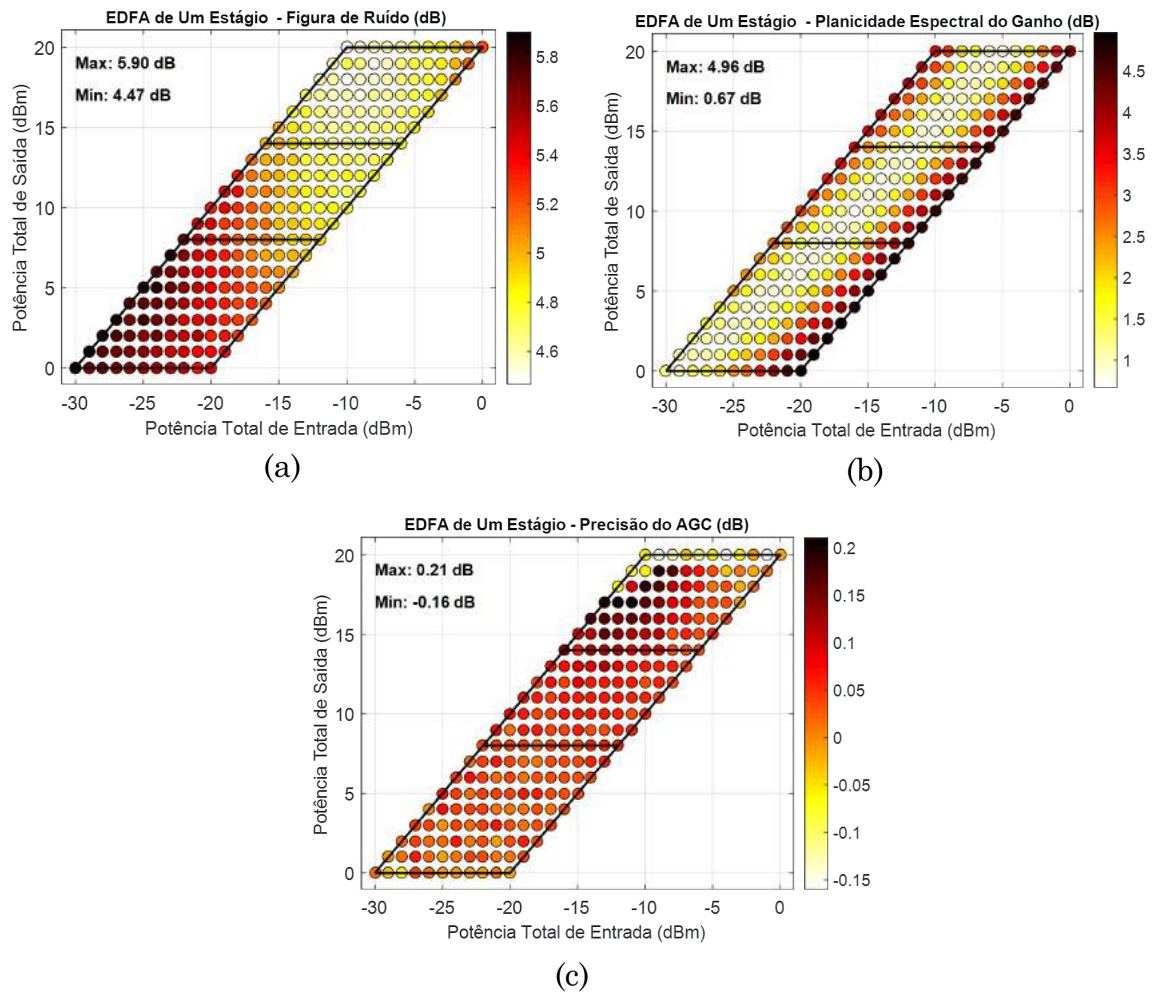 EDFA de Um Estágio - Figura de Ruído (dB)
Max: 5.90 dB
Min: 4.47 dB
Potência Total de Saída (dBm)
20
15
10
5
0
-30 -25 -20 -15 -10 -5 0
Potência Total de Entrada (dBm)
5.8
5.6
5.4
5.2
5
4.8
4.6
(a)
EDFA de Um Estágio - Planicidade Espectral do Ganho (dB)
Max: 4.96 dB
Min: 0.67 dB
Potência Total de Saída (dBm)
20
15
10
5
0
-30 -25 -20 -15 -10 -5 0
Potência Total de Entrada (dBm)
4.5
4
3.5
3
2.5
2
1.5
1
(b)
EDFA de Um Estágio - Precisão do AGC (dB)
Max: 0.21 dB
Min: -0.16 dB
Potência Total de Saída (dBm)
20
15
10
5
0
-30 -25 -20 -15 -10 -5 0
Potência Total de Entrada (dBm)
0.2
0.15
0.1
0.05
0
-0.05
-0.1
-0.15
(c)